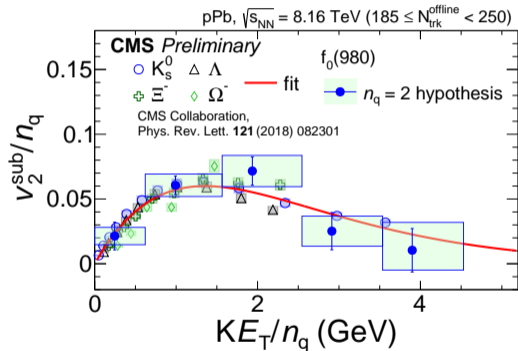 pPb, √s_NN = 8.16 TeV (185 ≤ N_trk^offline < 250)
CMS Preliminary
f₀(980)
K_s^0 Λ fit n_q = 2 hypothesis
Ξ⁻ Ω⁻
CMS Collaboration,
Phys. Rev. Lett. 121 (2018) 082301
v_2^sub/n_q
0.15
0.1
0.05
0
0 2 4
KE_T/n_q (GeV)